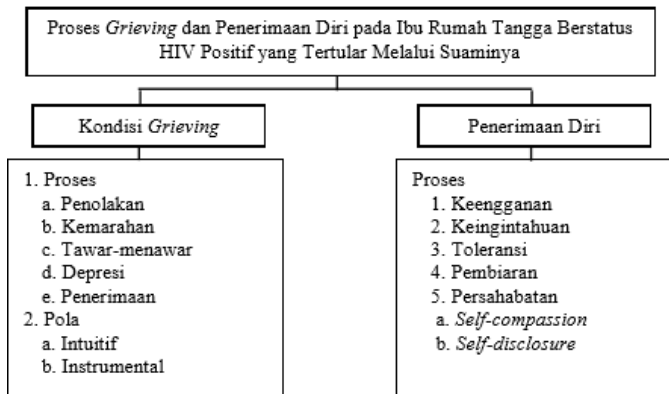 Proses Grieving dan Penerimaan Diri pada Ibu Rumah Tangga Berstatus
HIV Positif yang Tertular Melalui Suaminya
Kondisi Grieving
1. Proses
a. Penolakan
b. Kemarahan
c. Tawar-menawar
d. Depresi
e. Penerimaan
2. Pola
a. Intuitif
b. Instrumental
Penerimaan Diri
Proses
1. Keengganan
2. Keingintahuan
3. Toleransi
4. Pembiaran
5. Persahabatan
a. Self-compassion
b. Self-disclosure